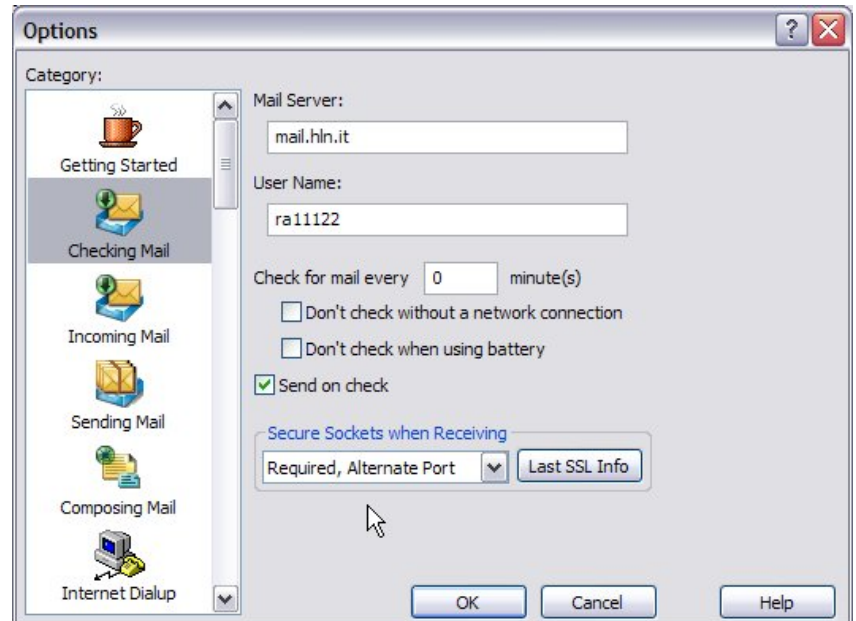 Options
Category:
Getting Started
Checking Mail
Incoming Mail
Sending Mail
Composing Mail
Internet Dialup
Mail Server:
mail.hln.it
User Name:
ra11122
Check for mail every 0 minute(s)
Don't check without a network connection
Don't check when using battery
Send on check
Secure Sockets when Receiving
Required, Alternate Port Last SSL Info
OK Cancel Help